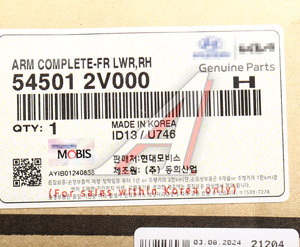 ARM COMPLETE-FR LWR,RH
Genuine Parts
54501 2V000
H
QTY: 1
MADE IN KOREA
ID13 / U746
MOBIS
판매처: 현대모비스
제조원: (주) 동희산업
AYIB01240838
(For sales within Korea Only)
03.08.2024
21204